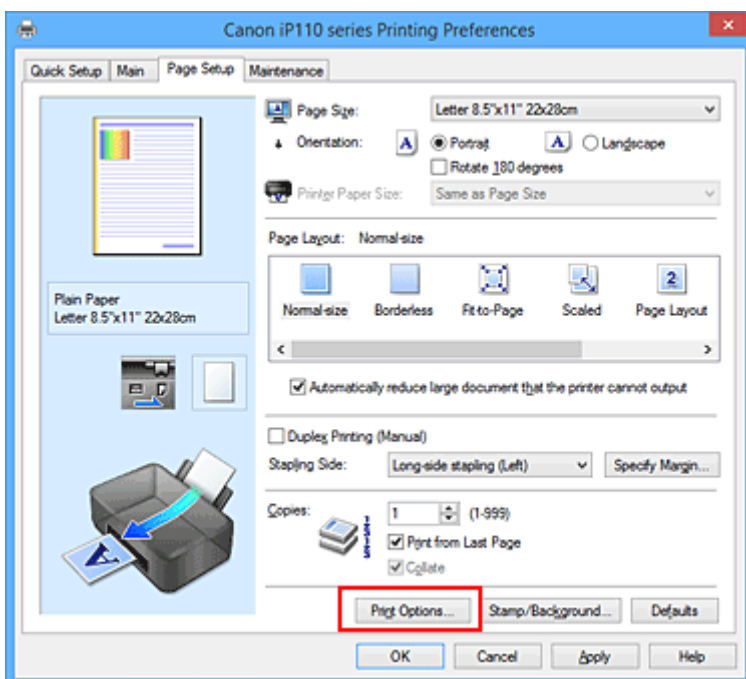 Canon iP110 series Printing Preferences
Quick Setup Main Page Setup Maintenance
Page Size: Letter 8.5"x11" 22x28cm
Orientation: A Portrait A Landscape
Rotate 180 degrees
Printer Paper Size: Same as Page Size
Page Layout: Normal-size
2
Normal-size Borderless Fit-to-Page Scaled Page Layout
Plain Paper
Letter 8.5"x11" 22x28cm
Automatically reduce large document that the printer cannot output
Duplex Printing (Manual)
Stapling Side: Long-side stapling (Left) Specify Margin...
Copies: 1 (1-999)
Print from Last Page
Collate
A
Print Options... Stamp/Background... Defaults
OK Cancel Apply Help